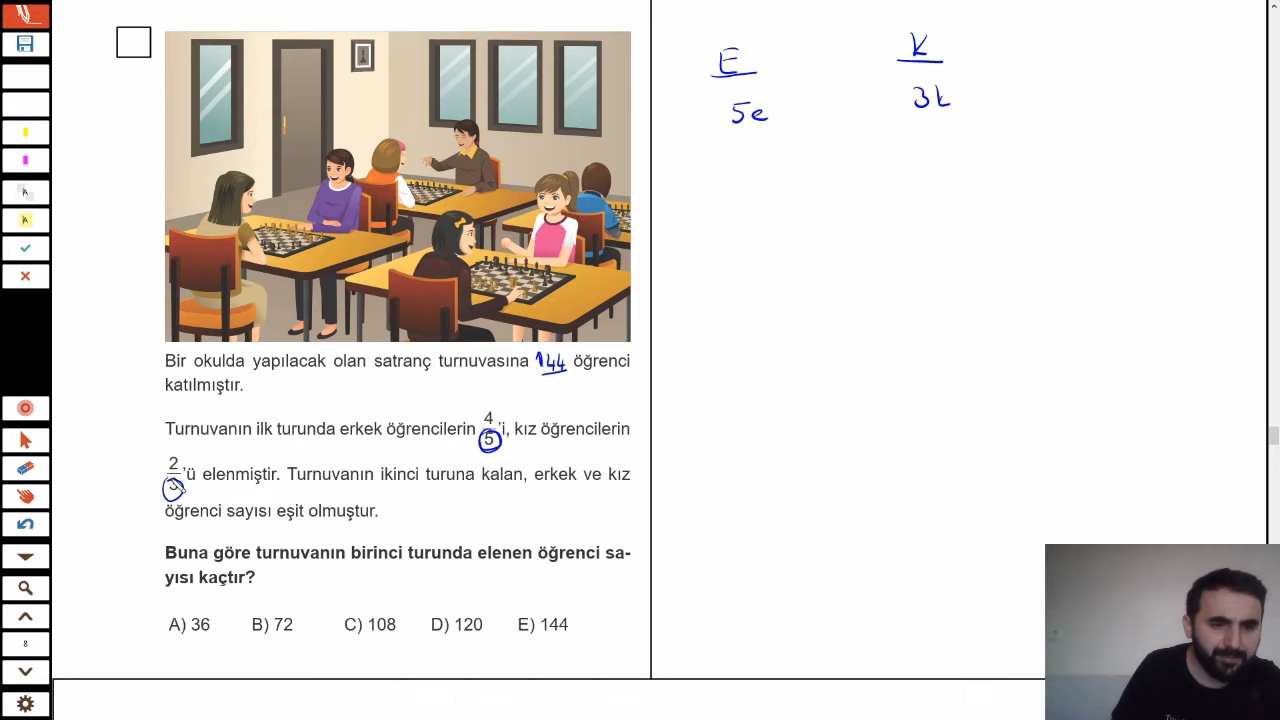 E
K
5e
3k
Bir okulda yapılacak olan satranç turnuvasına 144 öğrenci
katılmıştır.
Turnuvanın ilk turunda erkek öğrencilerin 4/5'i, kız öğrencilerin
2/3'ü elenmiştir. Turnuvanın ikinci turuna kalan, erkek ve kız
öğrenci sayısı eşit olmuştur.
Buna göre turnuvanın birinci turunda elenen öğrenci sa-
yısı kaçtır?
A) 36 B) 72 C) 108 D) 120 E) 144
8